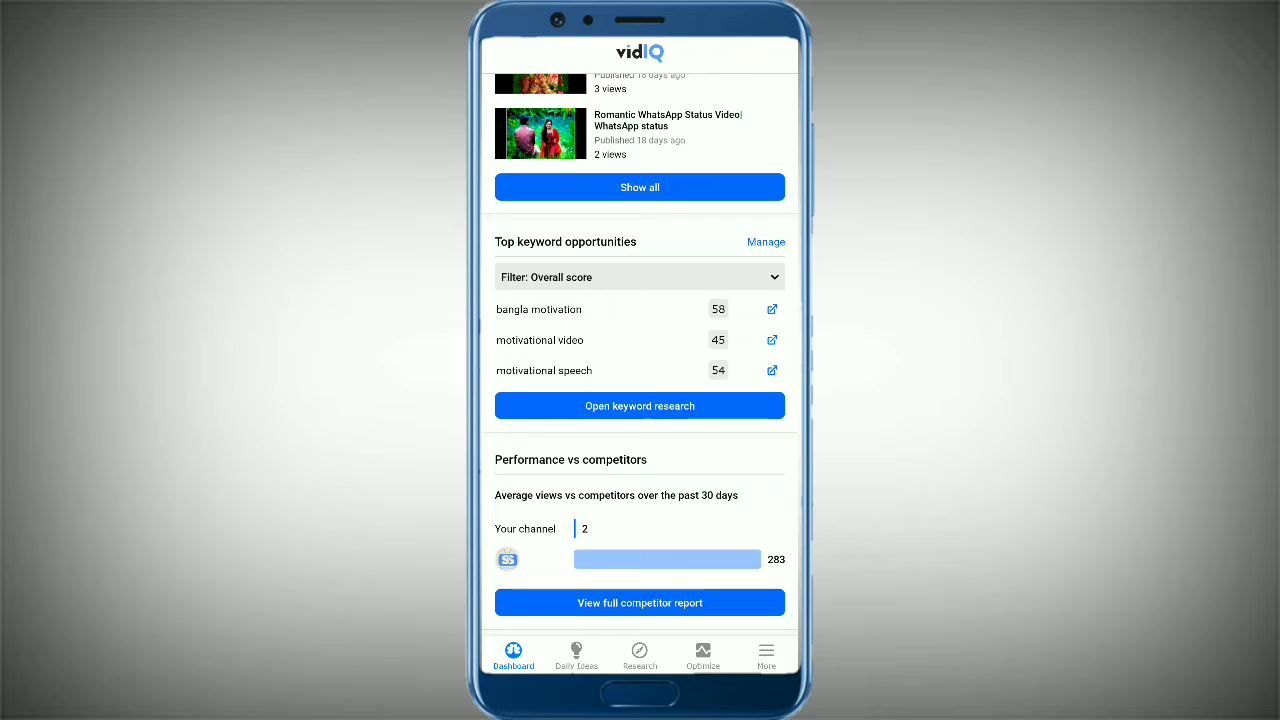 vidIQ
Published 18 days ago
3 views
Romantic WhatsApp Status Video|
WhatsApp status
Published 18 days ago
2 views
Show all
Top keyword opportunities
Manage
Filter: Overall score
bangla motivation 58
motivational video 45
motivational speech 54
Open keyword research
Performance vs competitors
Average views vs competitors over the past 30 days
Your channel 2
SS 283
View full competitor report
Dashboard Daily Ideas Research Optimize More